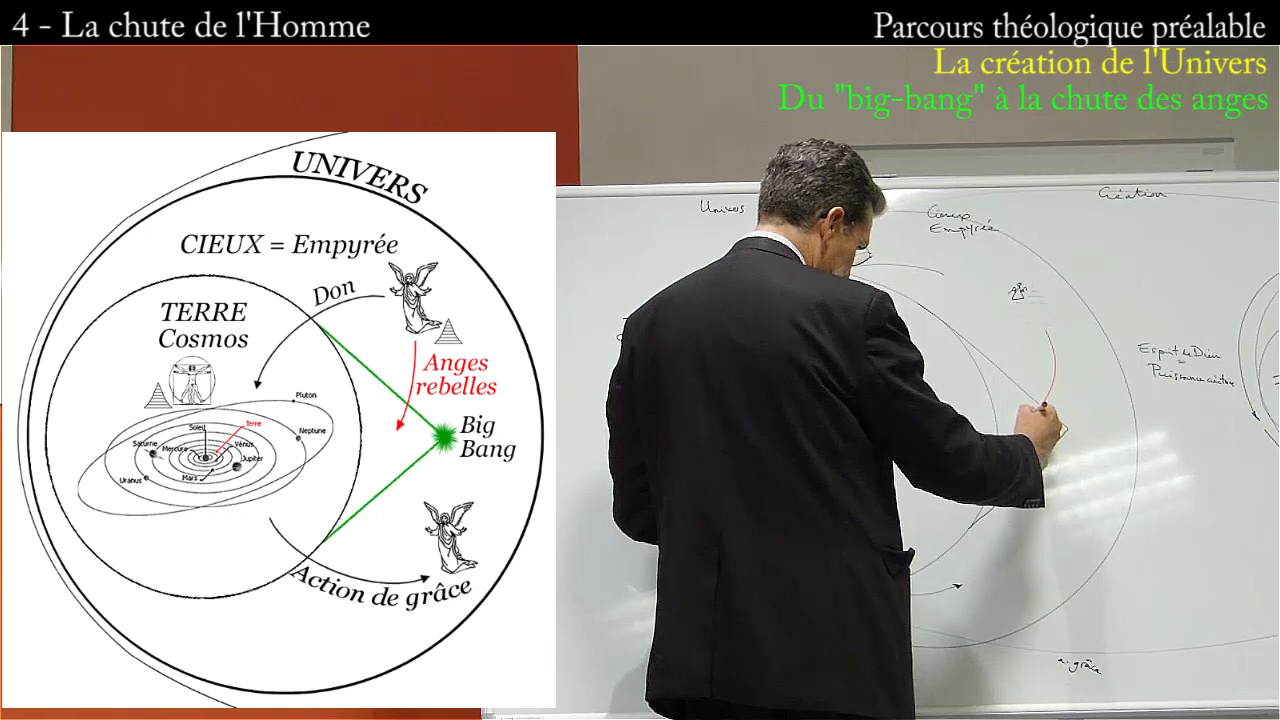 4 - La chute de l'Homme
Parcours théologique préalable
La création de l'Univers
Du "big-bang" à la chute des anges
UNIVERS
CIEUX = Empyrée
Don
TERRE
Cosmos
Anges
rebelles
Big
Bang
Pluton
Soleil
Terre
Neptune
Saturne
Mercure
Vénus
Jupiter
Uranus
Mars
Action de grâce
Univers
Cieux
Empyrée
Création
Esprit de Dieu
=
a. grâce